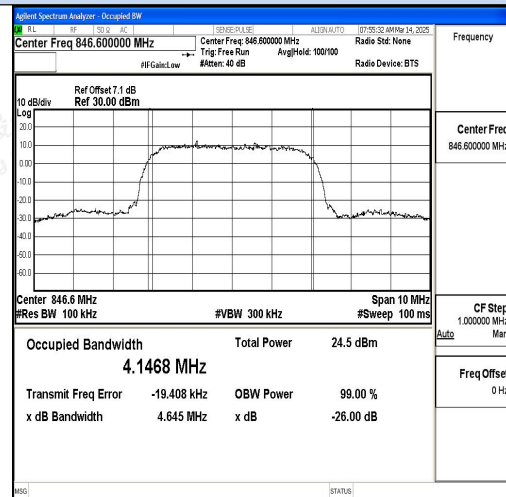 Agilent Spectrum Analyzer - Occupied BW
RL RF 50 Ω AC SENSE:PULSE ALIGN AUTO 07:55:32 AM Mar 14, 2025
Center Freq 846.600000 MHz
Center Freq: 846.600000 MHz
Radio Std: None
Trig: Free Run Avg|Hold: 100/100
#IFGain:Low #Atten: 40 dB Radio Device: BTS
Ref Offset 7.1 dB
10 dB/div Ref 30.00 dBm
Log
20.0
10.0
0.00
-10.0
-20.0
-30.0
-40.0
-50.0
-60.0
Center 846.6 MHz Span 10 MHz
#Res BW 100 kHz #VBW 300 kHz #Sweep 100 ms
Occupied Bandwidth Total Power 24.5 dBm
4.1468 MHz
Transmit Freq Error -19.408 kHz OBW Power 99.00 %
x dB Bandwidth 4.645 MHz x dB -26.00 dB
MSG STATUS
Frequency
Center Freq
846.600000 MHz
CF Step
1.000000 MHz
Auto Man
Freq Offset
0 Hz